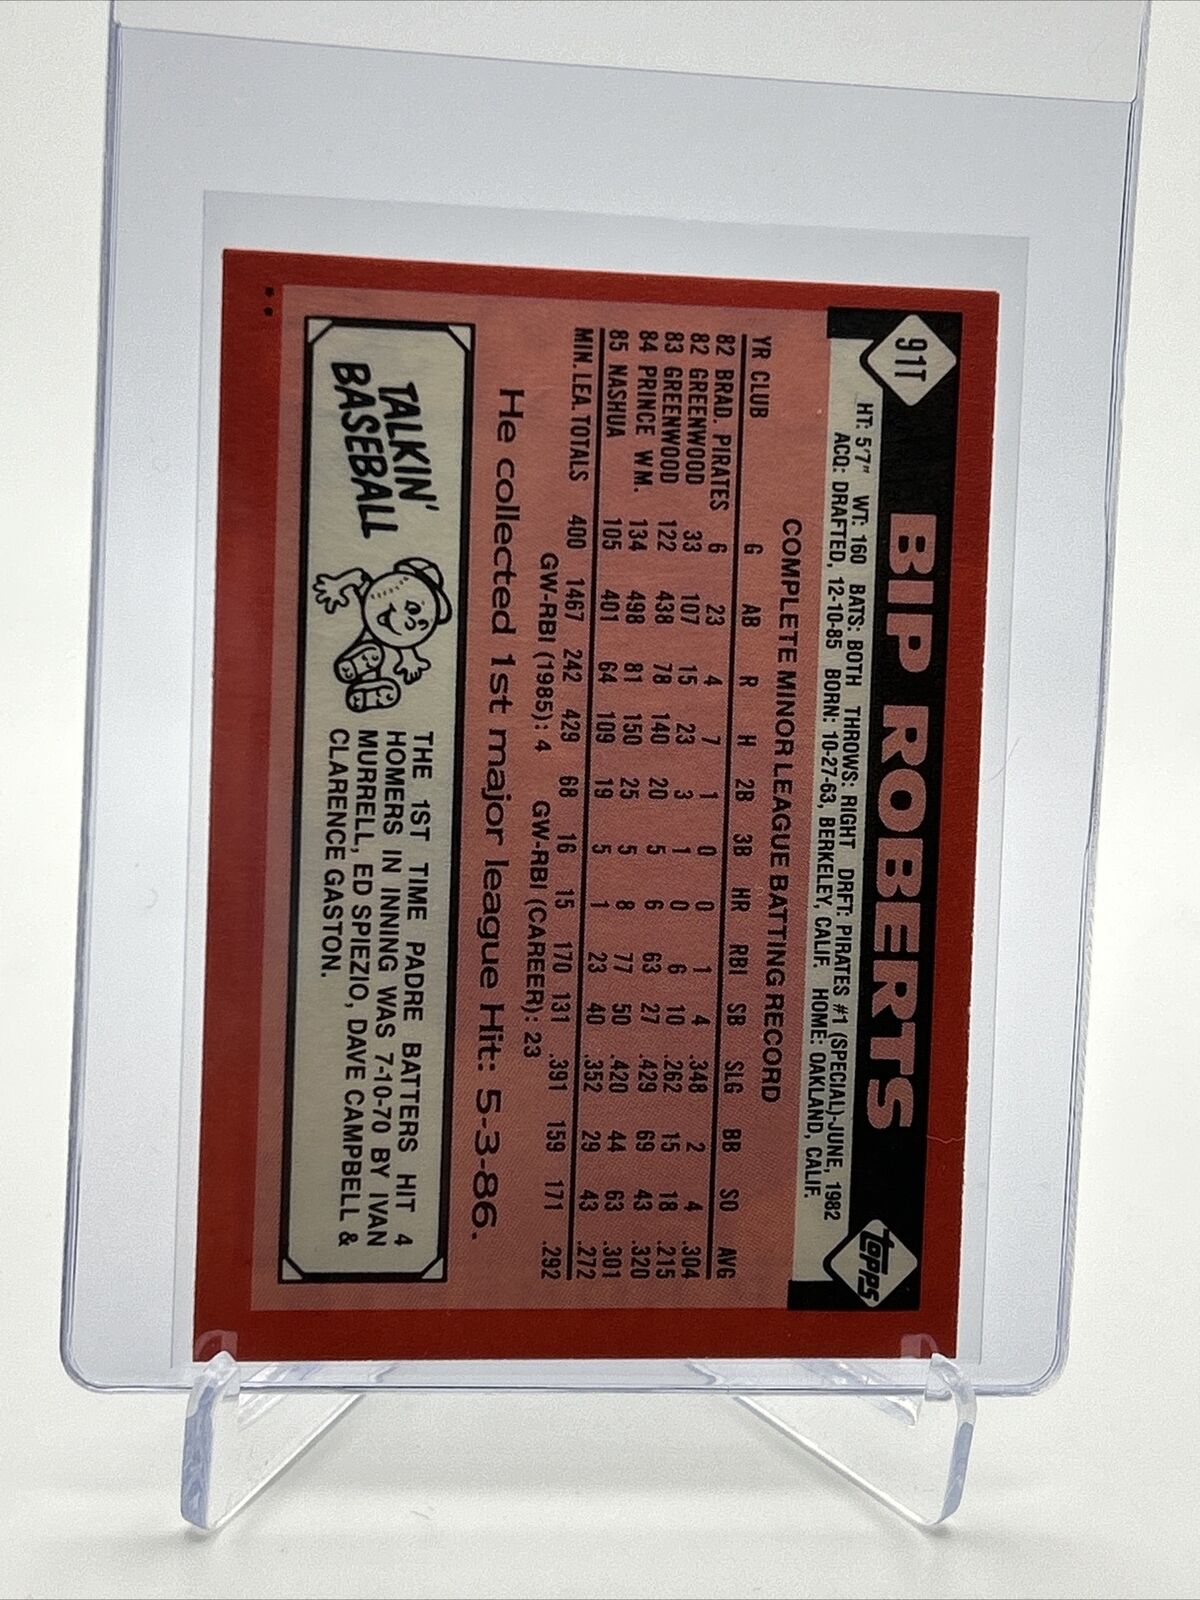 91T
BIP ROBERTS
topps
HT: 5'7" WT: 160 BATS: BOTH THROWS: RIGHT DRFT: PIRATES #1 (SPECIAL)-JUNE, 1982
ACQ: DRAFTED, 12-10-85 BORN: 10-27-63, BERKELEY, CALIF. HOME: OAKLAND, CALIF.
COMPLETE MINOR LEAGUE BATTING RECORD
YR CLUB G AB R H 2B 3B HR RBI SB SLG BB SO AVG
82 BRAD. PIRATES 6 23 4 7 1 0 0 1 4 .348 2 4 .304
82 GREENWOOD 33 107 15 23 3 1 0 6 10 .262 15 18 .215
83 GREENWOOD 122 438 78 140 20 5 6 63 27 .429 69 43 .320
84 PRINCE WM. 134 498 81 150 25 5 8 77 50 .420 44 63 .301
85 NASHUA 105 401 64 109 19 5 1 23 40 .352 29 43 .272
MIN. LEA. TOTALS 400 1467 242 429 68 16 15 170 131 .391 159 171 .292
GW-RBI (1985): 4 GW-RBI (CAREER): 23
He collected 1st major league Hit: 5-3-86.
TALKIN'
BASEBALL
THE 1ST TIME PADRE BATTERS HIT 4
HOMERS IN INNING WAS 7-10-70 BY IVAN
MURRELL, ED SPIEZIO, DAVE CAMPBELL &
CLARENCE GASTON.
**